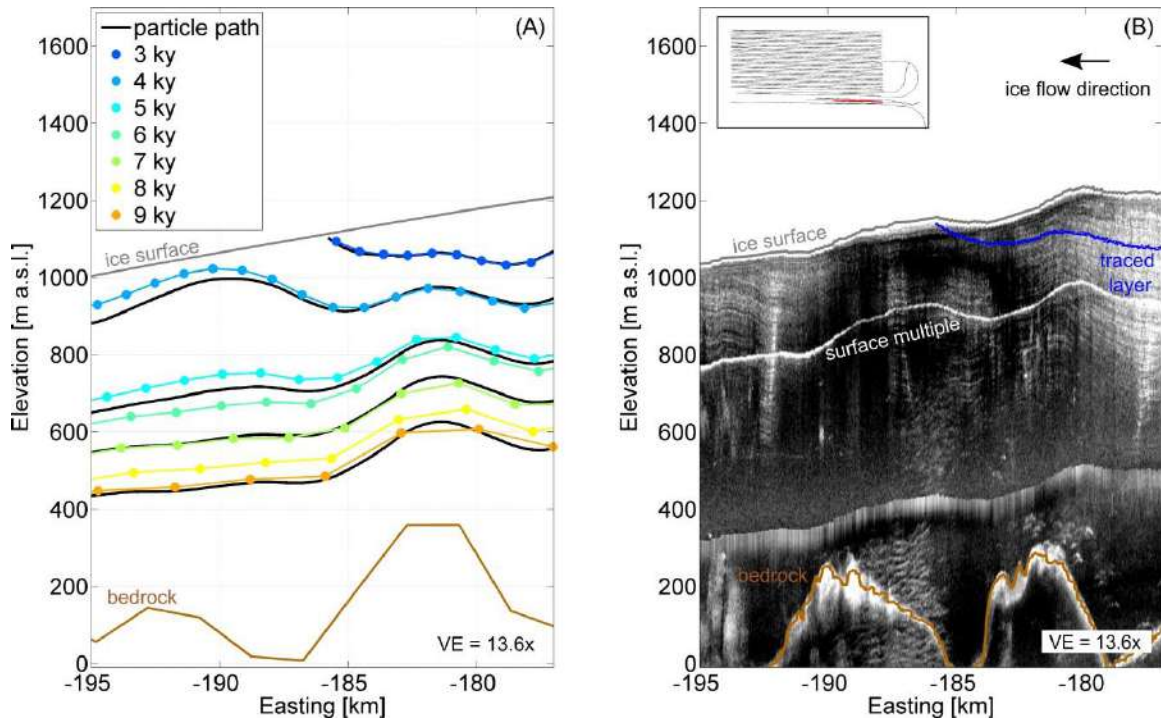 (A)
particle path
3 ky
4 ky
5 ky
6 ky
7 ky
8 ky
9 ky
1600
1400
1200
1000
800
600
400
200
0
Elevation [m a.s.l.]
ice surface
bedrock
VE = 13.6x
-195
-190
-185
-180
Easting [km]
(B)
ice flow direction
1600
1400
1200
1000
800
600
400
200
0
Elevation [m a.s.l.]
ice surface
traced
layer
surface multiple
bedrock
VE = 13.6x
-195
-190
-185
-180
Easting [km]